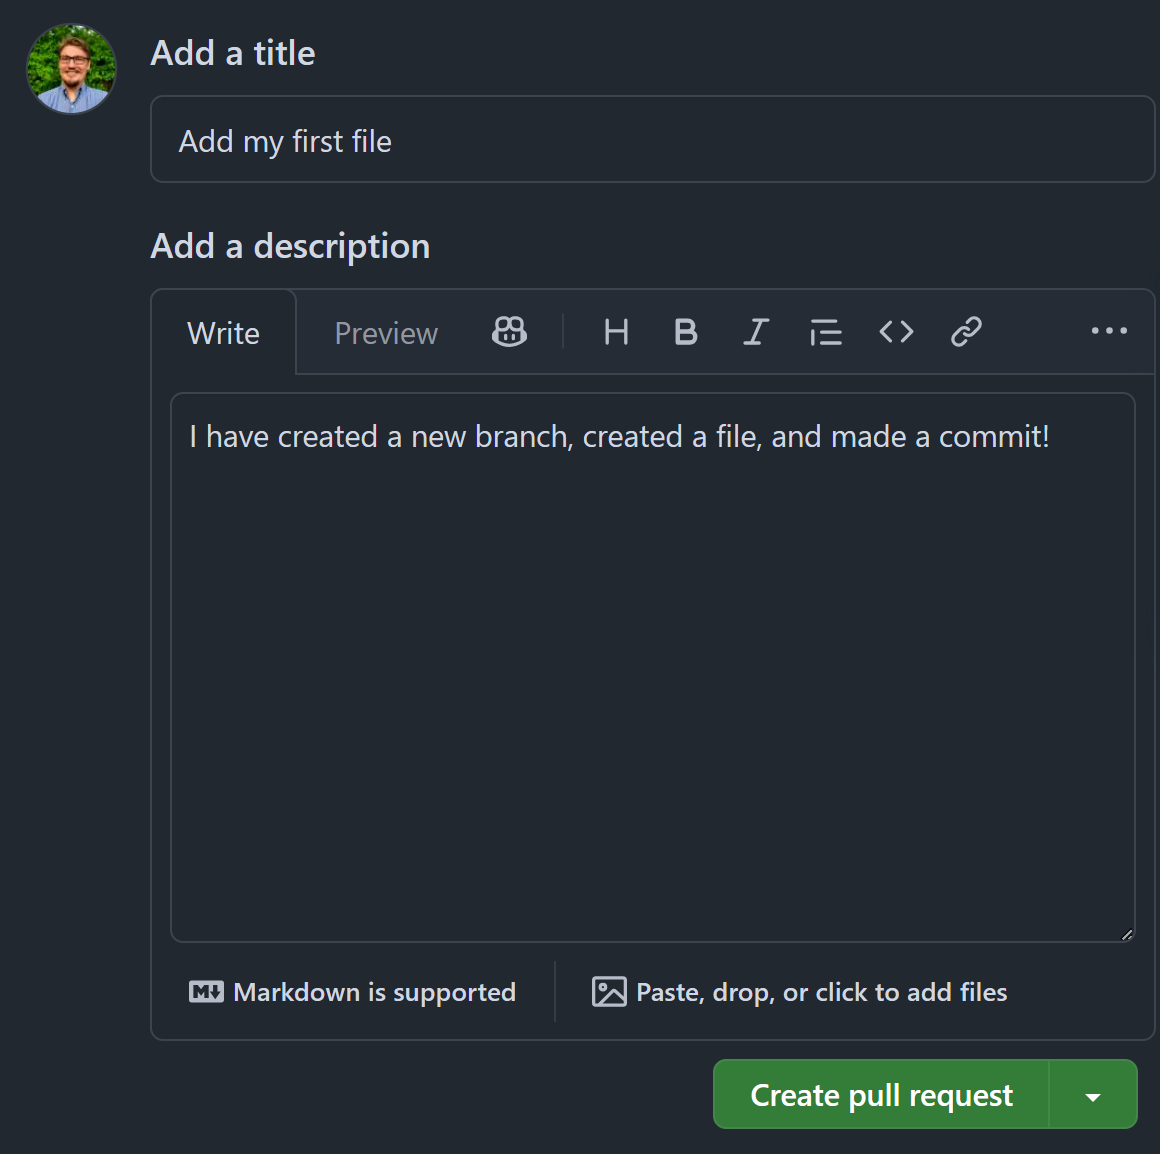 Add a title
Add my first file
Add a description
Write Preview
I have created a new branch, created a file, and made a commit!
Markdown is supported
Paste, drop, or click to add files
Create pull request